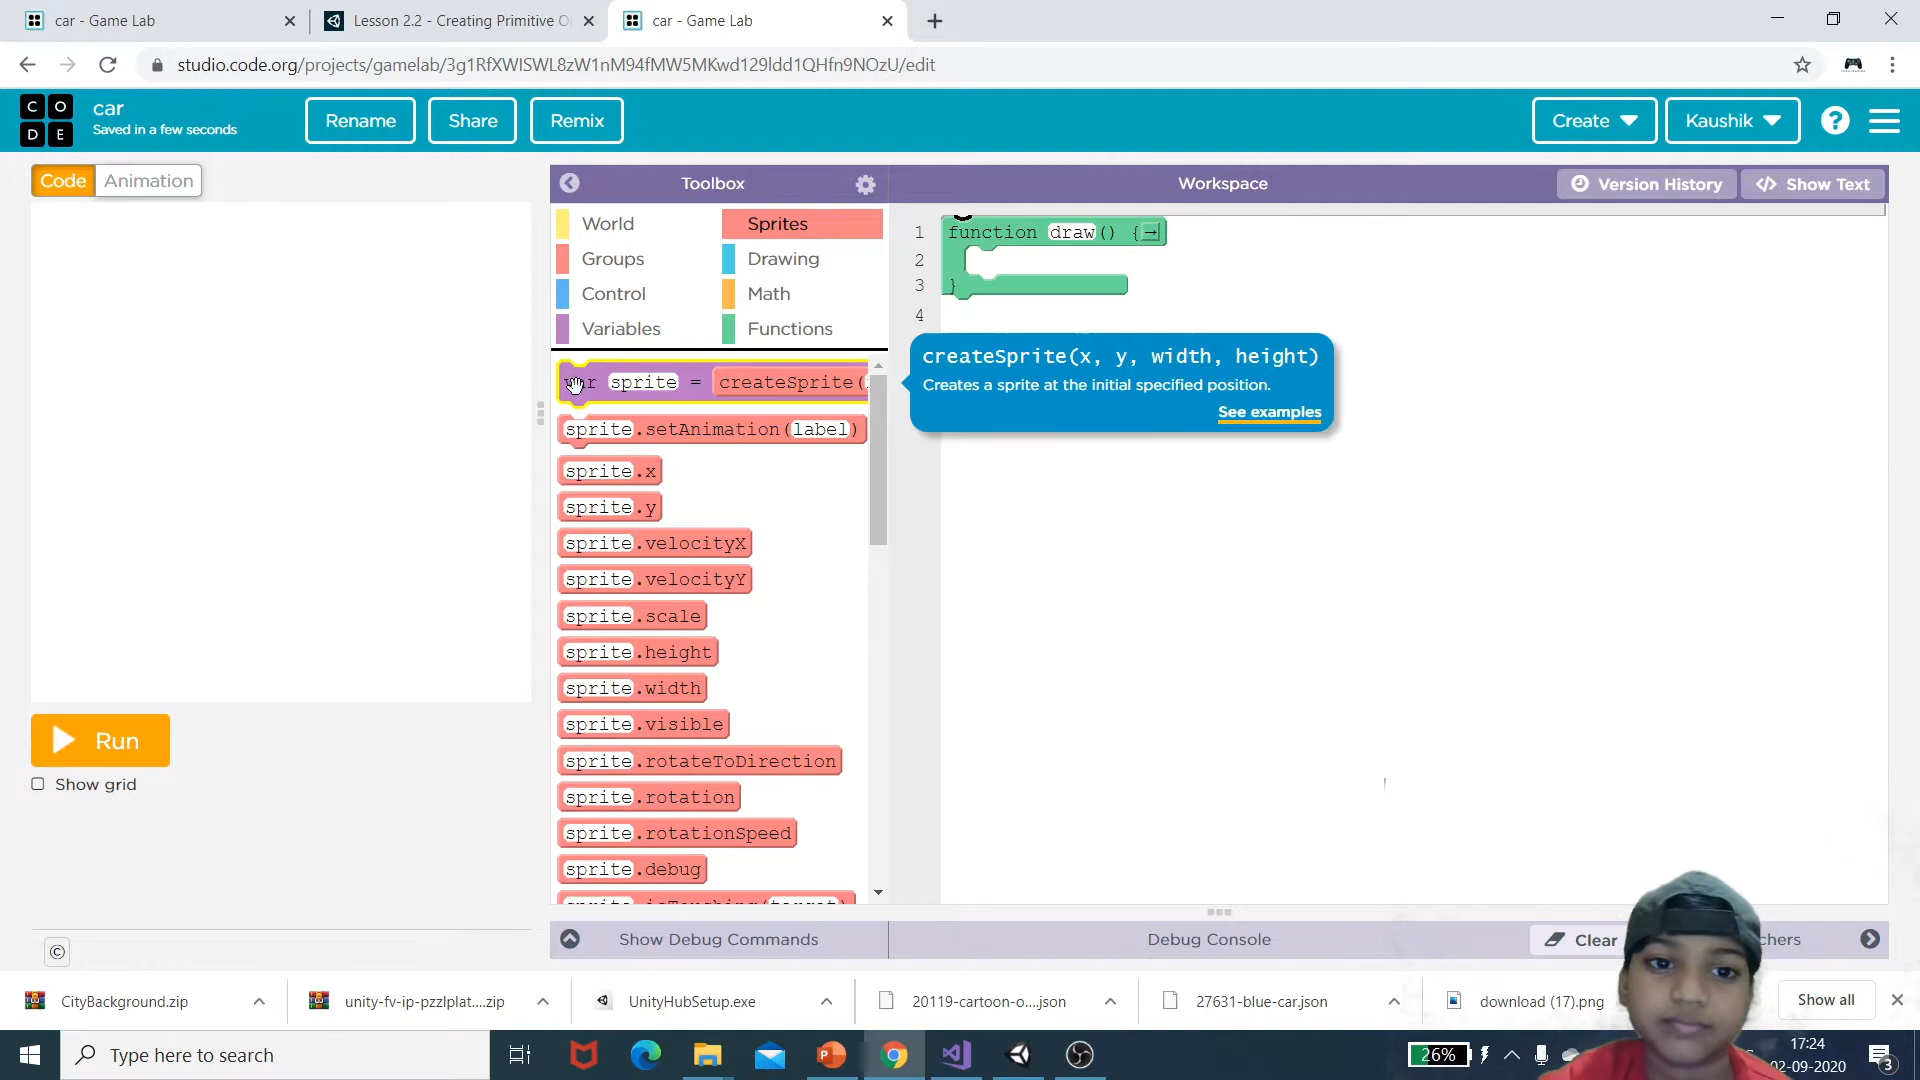 car - Game Lab
Lesson 2.2 - Creating Primitive O
car - Game Lab
studio.code.org/projects/gamelab/3g1RfXWISWL8zW1nM94fMW5MKwd129ldd1QHfn9NOzU/edit
C O
D E
car
Saved in a few seconds
Rename
Share
Remix
Create
Kaushik
?
Code
Animation
Toolbox
Workspace
Version History
Show Text
World
Sprites
Groups
Drawing
Control
Math
Variables
Functions
var sprite = createSprite(
sprite.setAnimation(label)
sprite.x
sprite.y
sprite.velocityX
sprite.velocityY
sprite.scale
sprite.height
sprite.width
sprite.visible
sprite.rotateToDirection
sprite.rotation
sprite.rotationSpeed
sprite.debug
1 function draw() {→
2
3 }
4
createSprite(x, y, width, height)
Creates a sprite at the initial specified position.
See examples
Run
Show grid
©
Show Debug Commands
Debug Console
Clear
chers
CityBackground.zip
unity-fv-ip-pzzlplat....zip
UnityHubSetup.exe
20119-cartoon-o....json
27631-blue-car.json
download (17).png
Show all
Type here to search
26%
17:24
02-09-2020
3